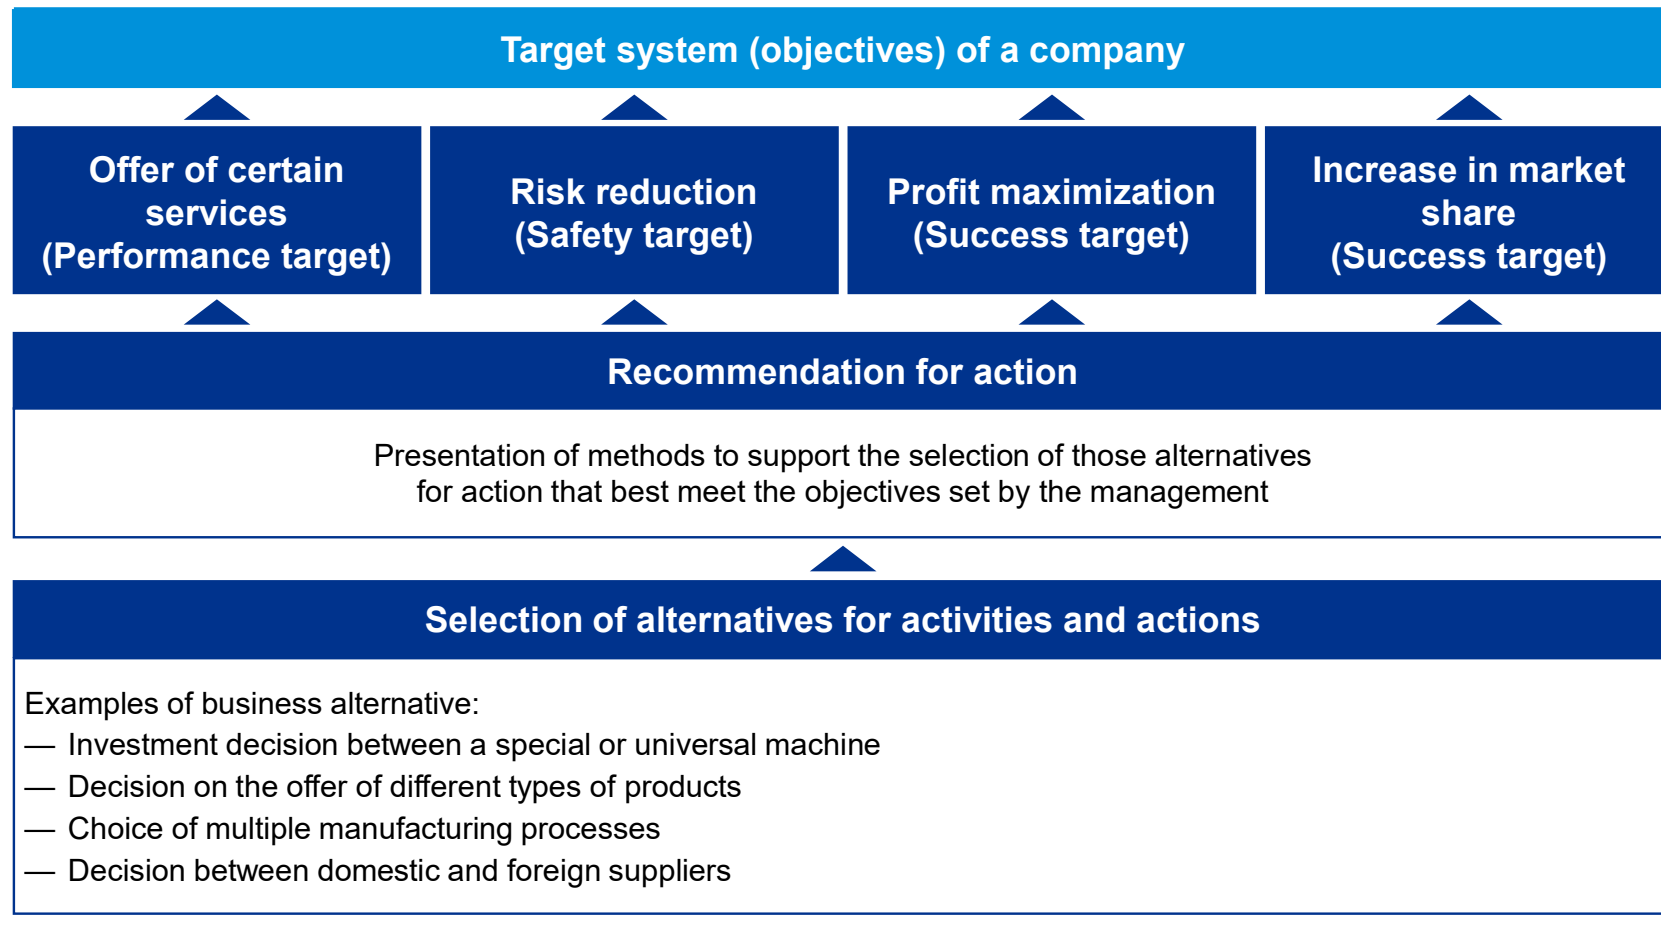 Target system (objectives) of a company
Offer of certain
services
(Performance target)
Risk reduction
(Safety target)
Profit maximization
(Success target)
Increase in market
share
(Success target)
Recommendation for action
Presentation of methods to support the selection of those alternatives
for action that best meet the objectives set by the management
Selection of alternatives for activities and actions
Examples of business alternative:
— Investment decision between a special or universal machine
— Decision on the offer of different types of products
— Choice of multiple manufacturing processes
— Decision between domestic and foreign suppliers